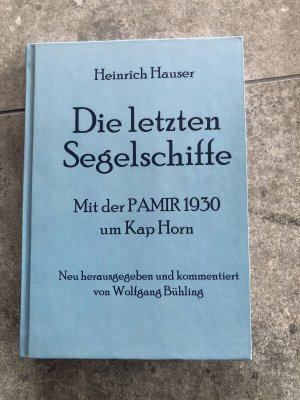 Heinrich Hauser
Die letzten
Segelschiffe
Mit der PAMIR 1930
um Kap Horn
Neu herausgegeben und kommentiert
von Wolfgang Bühling